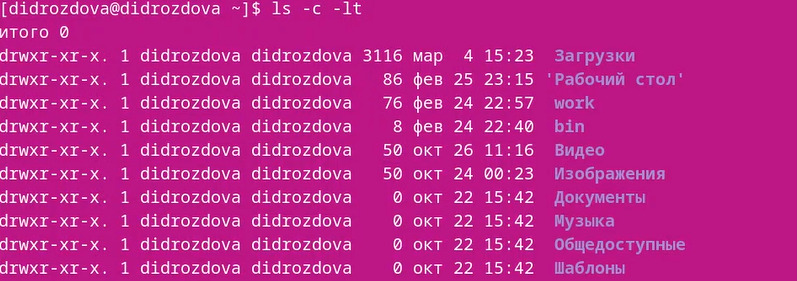 [didrozdova@didrozdova ~]$ ls -c -lt
итого 0
drwxr-xr-x. 1 didrozdova didrozdova 3116 мар  4 15:23  Загрузки
drwxr-xr-x. 1 didrozdova didrozdova   86 фев 25 23:15 'Рабочий стол'
drwxr-xr-x. 1 didrozdova didrozdova   76 фев 24 22:57  work
drwxr-xr-x. 1 didrozdova didrozdova    8 фев 24 22:40  bin
drwxr-xr-x. 1 didrozdova didrozdova   50 окт 26 11:16  Видео
drwxr-xr-x. 1 didrozdova didrozdova   50 окт 24 00:23  Изображения
drwxr-xr-x. 1 didrozdova didrozdova    0 окт 22 15:42  Документы
drwxr-xr-x. 1 didrozdova didrozdova    0 окт 22 15:42  Музыка
drwxr-xr-x. 1 didrozdova didrozdova    0 окт 22 15:42  Общедоступные
drwxr-xr-x. 1 didrozdova didrozdova    0 окт 22 15:42  Шаблоны